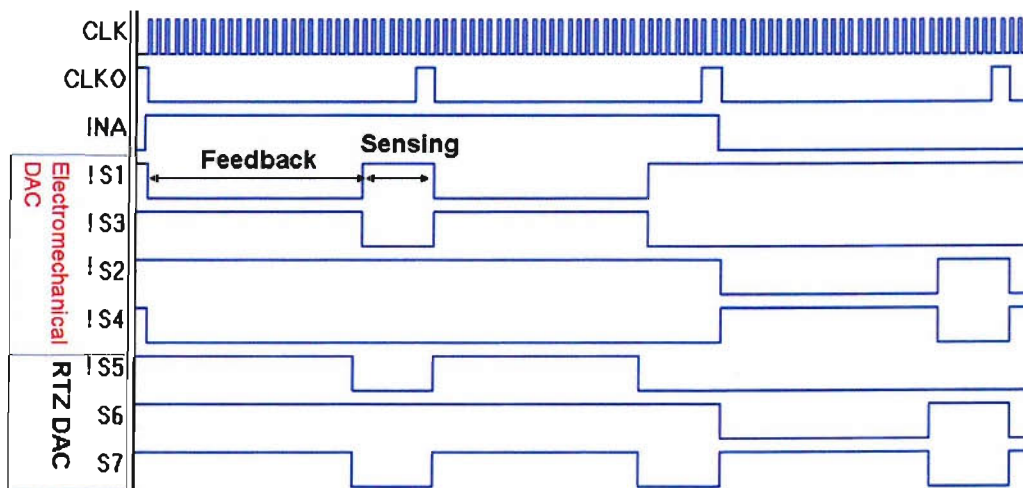 CLK
CLKO
INA
Feedback
Sensing
Electromechanical
DAC
!S1
!S3
!S2
!S4
RTZ DAC
!S5
S6
S7